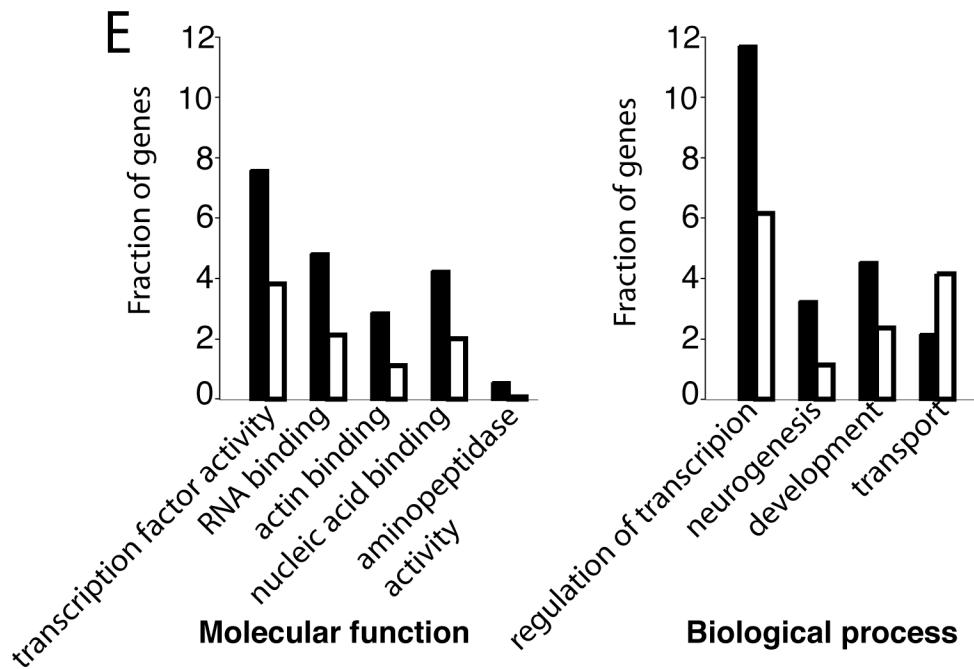 E
Fraction of genes
12
10
8
6
4
2
0
transcription factor activity
RNA binding
actin binding
nucleic acid binding
aminopeptidase
activity
Molecular function
Fraction of genes
12
10
8
6
4
2
0
regulation of transcripion
neurogenesis
development
transport
Biological process